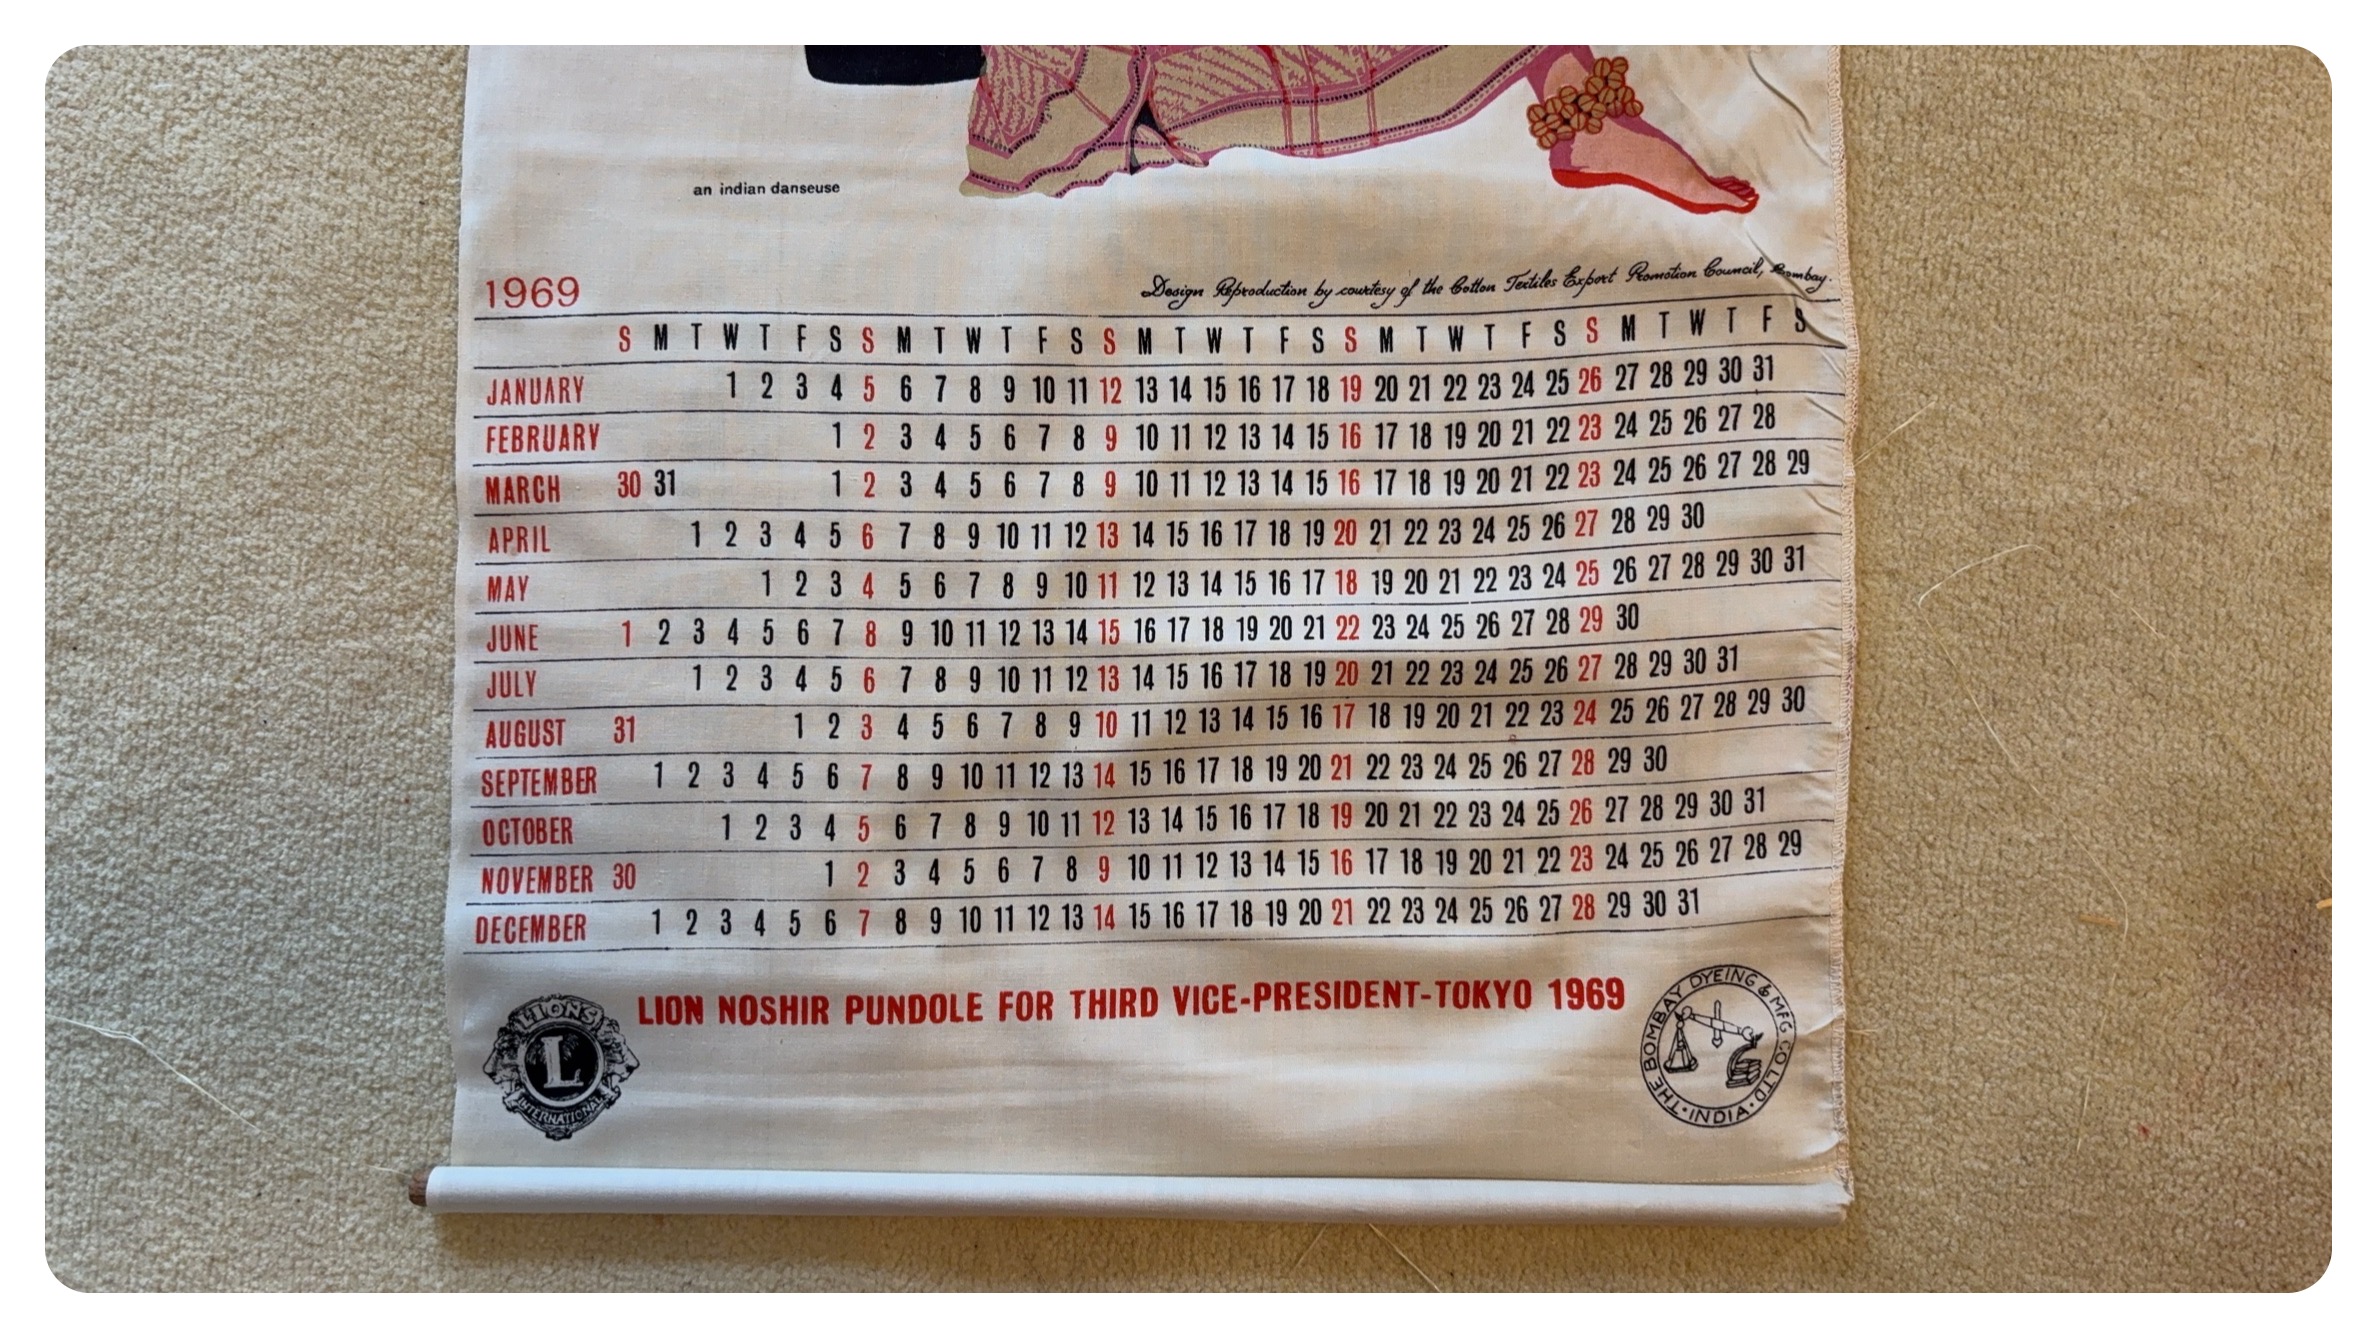 an indian danseuse
1969
Design Reproduction by courtesy of the Cotton Textiles Export Promotion Council, Bombay.
S M T W T F S S M T W T F S S M T W T F S S M T W T F S S M T W T F S
JANUARY 1 2 3 4 5 6 7 8 9 10 11 12 13 14 15 16 17 18 19 20 21 22 23 24 25 26 27 28 29 30 31
FEBRUARY 1 2 3 4 5 6 7 8 9 10 11 12 13 14 15 16 17 18 19 20 21 22 23 24 25 26 27 28
MARCH 30 31 1 2 3 4 5 6 7 8 9 10 11 12 13 14 15 16 17 18 19 20 21 22 23 24 25 26 27 28 29
APRIL 1 2 3 4 5 6 7 8 9 10 11 12 13 14 15 16 17 18 19 20 21 22 23 24 25 26 27 28 29 30
MAY 1 2 3 4 5 6 7 8 9 10 11 12 13 14 15 16 17 18 19 20 21 22 23 24 25 26 27 28 29 30 31
JUNE 1 2 3 4 5 6 7 8 9 10 11 12 13 14 15 16 17 18 19 20 21 22 23 24 25 26 27 28 29 30
JULY 1 2 3 4 5 6 7 8 9 10 11 12 13 14 15 16 17 18 19 20 21 22 23 24 25 26 27 28 29 30 31
AUGUST 31 1 2 3 4 5 6 7 8 9 10 11 12 13 14 15 16 17 18 19 20 21 22 23 24 25 26 27 28 29 30
SEPTEMBER 1 2 3 4 5 6 7 8 9 10 11 12 13 14 15 16 17 18 19 20 21 22 23 24 25 26 27 28 29 30
OCTOBER 1 2 3 4 5 6 7 8 9 10 11 12 13 14 15 16 17 18 19 20 21 22 23 24 25 26 27 28 29 30 31
NOVEMBER 30 1 2 3 4 5 6 7 8 9 10 11 12 13 14 15 16 17 18 19 20 21 22 23 24 25 26 27 28 29
DECEMBER 1 2 3 4 5 6 7 8 9 10 11 12 13 14 15 16 17 18 19 20 21 22 23 24 25 26 27 28 29 30 31
LION NOSHIR PUNDOLE FOR THIRD VICE-PRESIDENT-TOKYO 1969
LIONS
L
INTERNATIONAL
THE BOMBAY DYEING & MFG CO LTD
·INDIA·